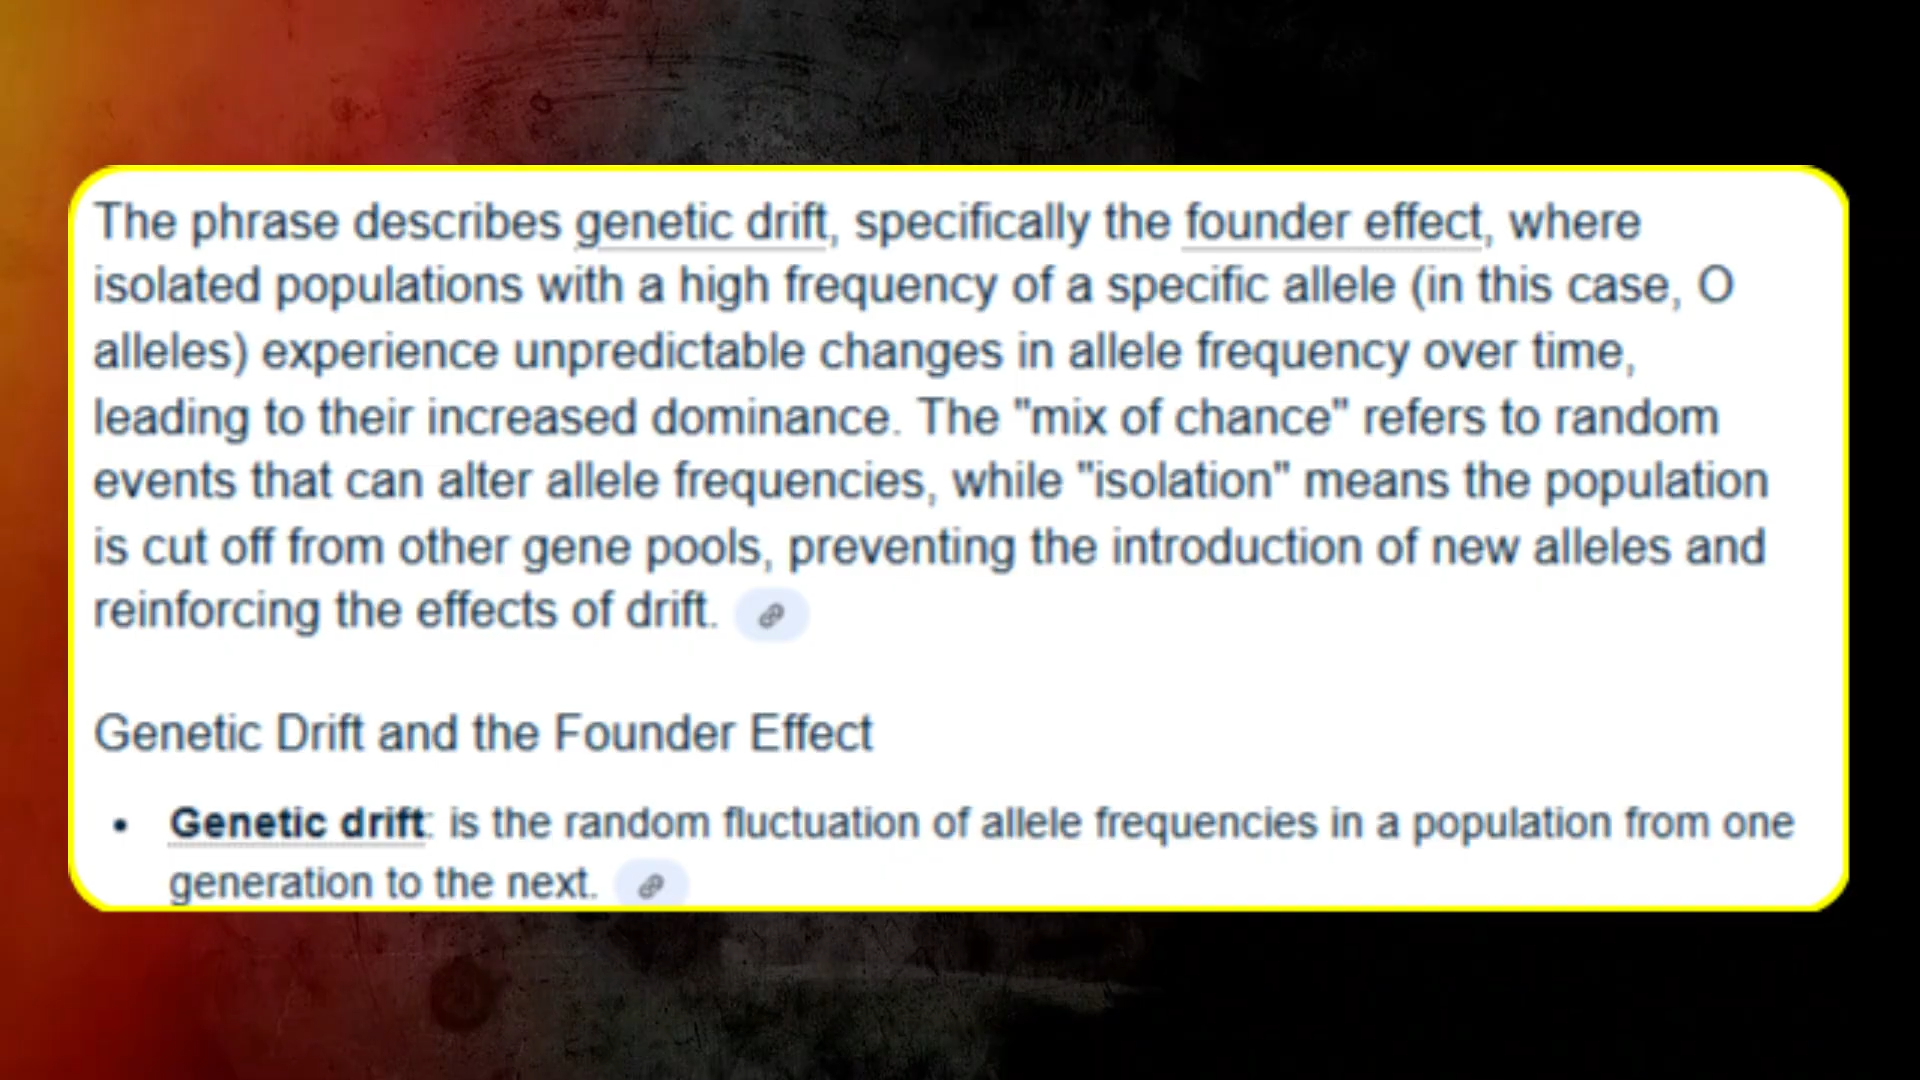 The phrase describes genetic drift, specifically the founder effect, where
isolated populations with a high frequency of a specific allele (in this case, O
alleles) experience unpredictable changes in allele frequency over time,
leading to their increased dominance. The "mix of chance" refers to random
events that can alter allele frequencies, while "isolation" means the population
is cut off from other gene pools, preventing the introduction of new alleles and
reinforcing the effects of drift.
Genetic Drift and the Founder Effect
• Genetic drift: is the random fluctuation of allele frequencies in a population from one
generation to the next.